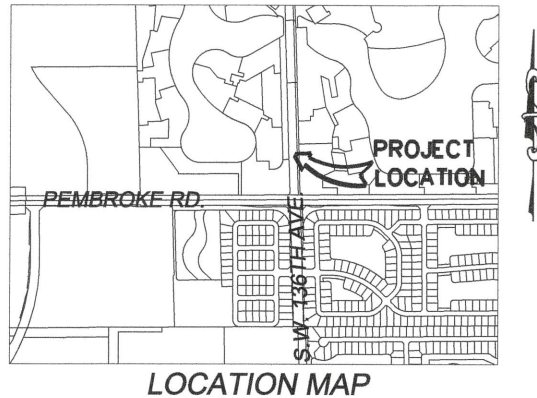 PROJECT
LOCATION
PEMBROKE RD.
S.W. 136TH AVE
LOCATION MAP